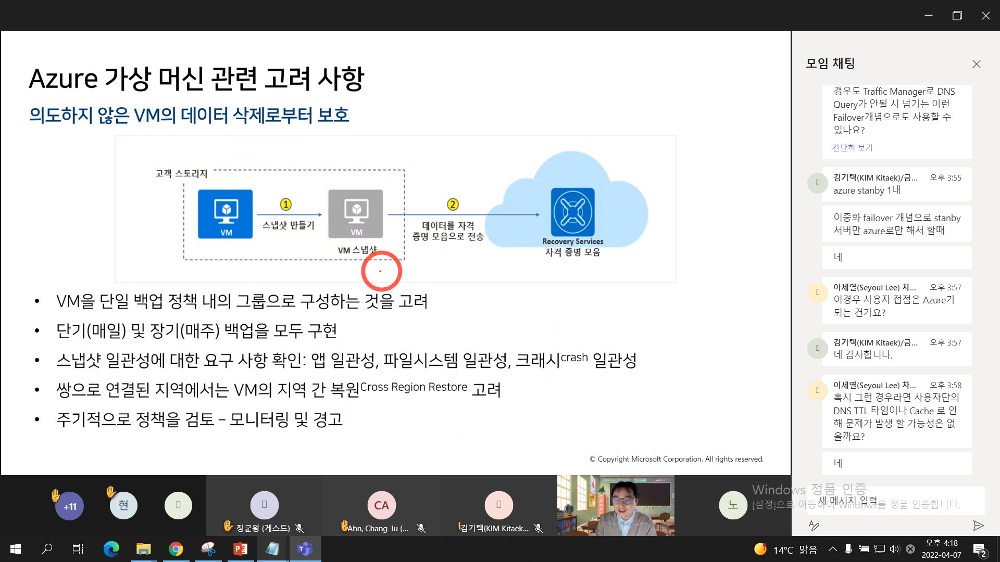 Azure 가상 머신 관련 고려 사항
의도하지 않은 VM의 데이터 삭제로부터 보호
고객 스토리지
VM
1
스냅샷 만들기
VM
VM 스냅샷
2
데이터를 자격
증명 모음으로 전송
Recovery Services
자격 증명 모음
• VM을 단일 백업 정책 내의 그룹으로 구성하는 것을 고려
• 단기(매일) 및 장기(매주) 백업을 모두 구현
• 스냅샷 일관성에 대한 요구 사항 확인: 앱 일관성, 파일시스템 일관성, 크래시crash 일관성
• 쌍으로 연결된 지역에서는 VM의 지역 간 복원Cross Region Restore 고려
• 주기적으로 정책을 검토 – 모니터링 및 경고
© Copyright Microsoft Corporation. All rights reserved.
모임 채팅
경우도 Traffic Manager로 DNS
Query가 안될 시 넘기는 이런
Failover개념으로도 사용할 수
있나요?
간단히 보기
김기택(KIM Kitaek)/금... 오후 3:55
azure stanby 1대
이중화 failover 개념으로 stanby
서버만 azure로만 해서 할때
네
이세열(Seyoul Lee) 차... 오후 3:57
이경우 사용자 접점은 Azure가
되는 건가요?
김기택(KIM Kitaek)/금... 오후 3:57
네 감사합니다.
이세열(Seyoul Lee) 차... 오후 3:58
혹시 그런 경우라면 사용자단의
DNS TTL 타임이나 Cache 로 인
해 문제가 발생 할 가능성은 없
을까요?
네
Windows 정품 인증
[설정]으로 이동하여 Windows를 정품 인증합니다.
새 메시지 입력
+11
현
정군왕 (게스트)
CA
Ahn, Chang-Ju (...
김기택(KIM Kitaek...
노
14°C 맑음
오후 4:18
2022-04-07
2